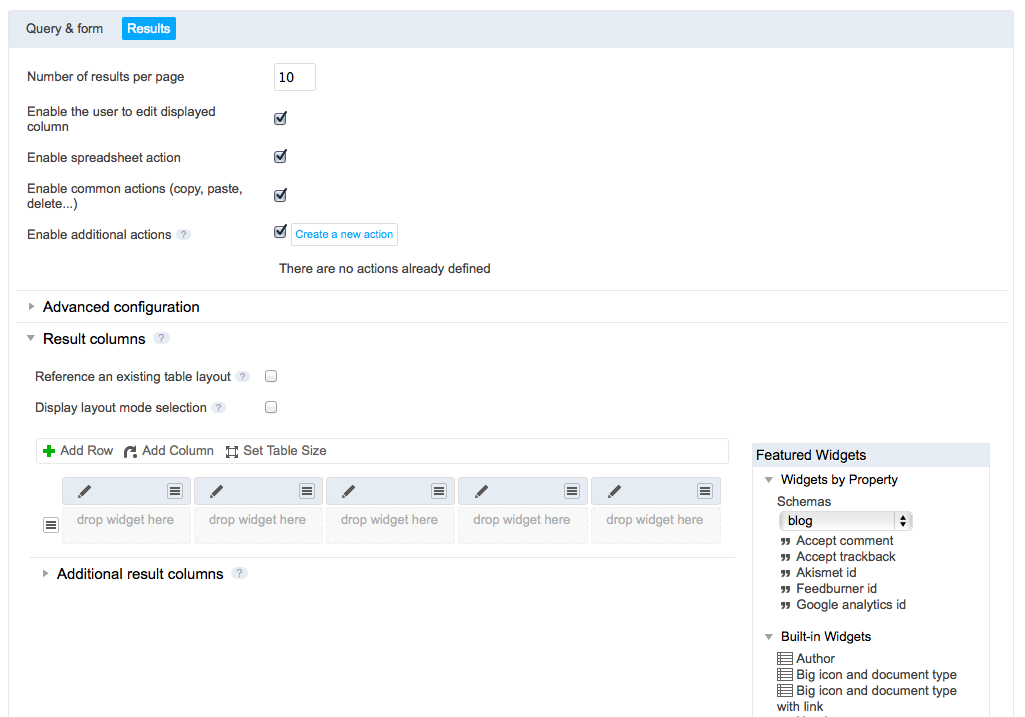 Query & form Results
Number of results per page 10
Enable the user to edit displayed
column
Enable spreadsheet action
Enable common actions (copy, paste,
delete...)
Enable additional actions ? Create a new action
There are no actions already defined
Advanced configuration
Result columns ?
Reference an existing table layout ?
Display layout mode selection ?
Add Row Add Column Set Table Size
drop widget here drop widget here drop widget here drop widget here drop widget here
Additional result columns ?
Featured Widgets
Widgets by Property
Schemas
blog
Accept comment
Accept trackback
Akismet id
Feedburner id
Google analytics id
Built-in Widgets
Author
Big icon and document type
Big icon and document type
with link